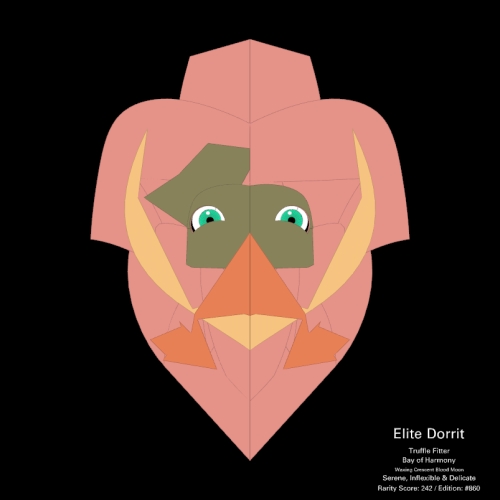 Elite Dorrit
Truffle Fitter
Bay of Harmony
Waxing Crescent Blood Moon
Serene, Inflexible & Delicate
Rarity Score: 242 / Edition: #860